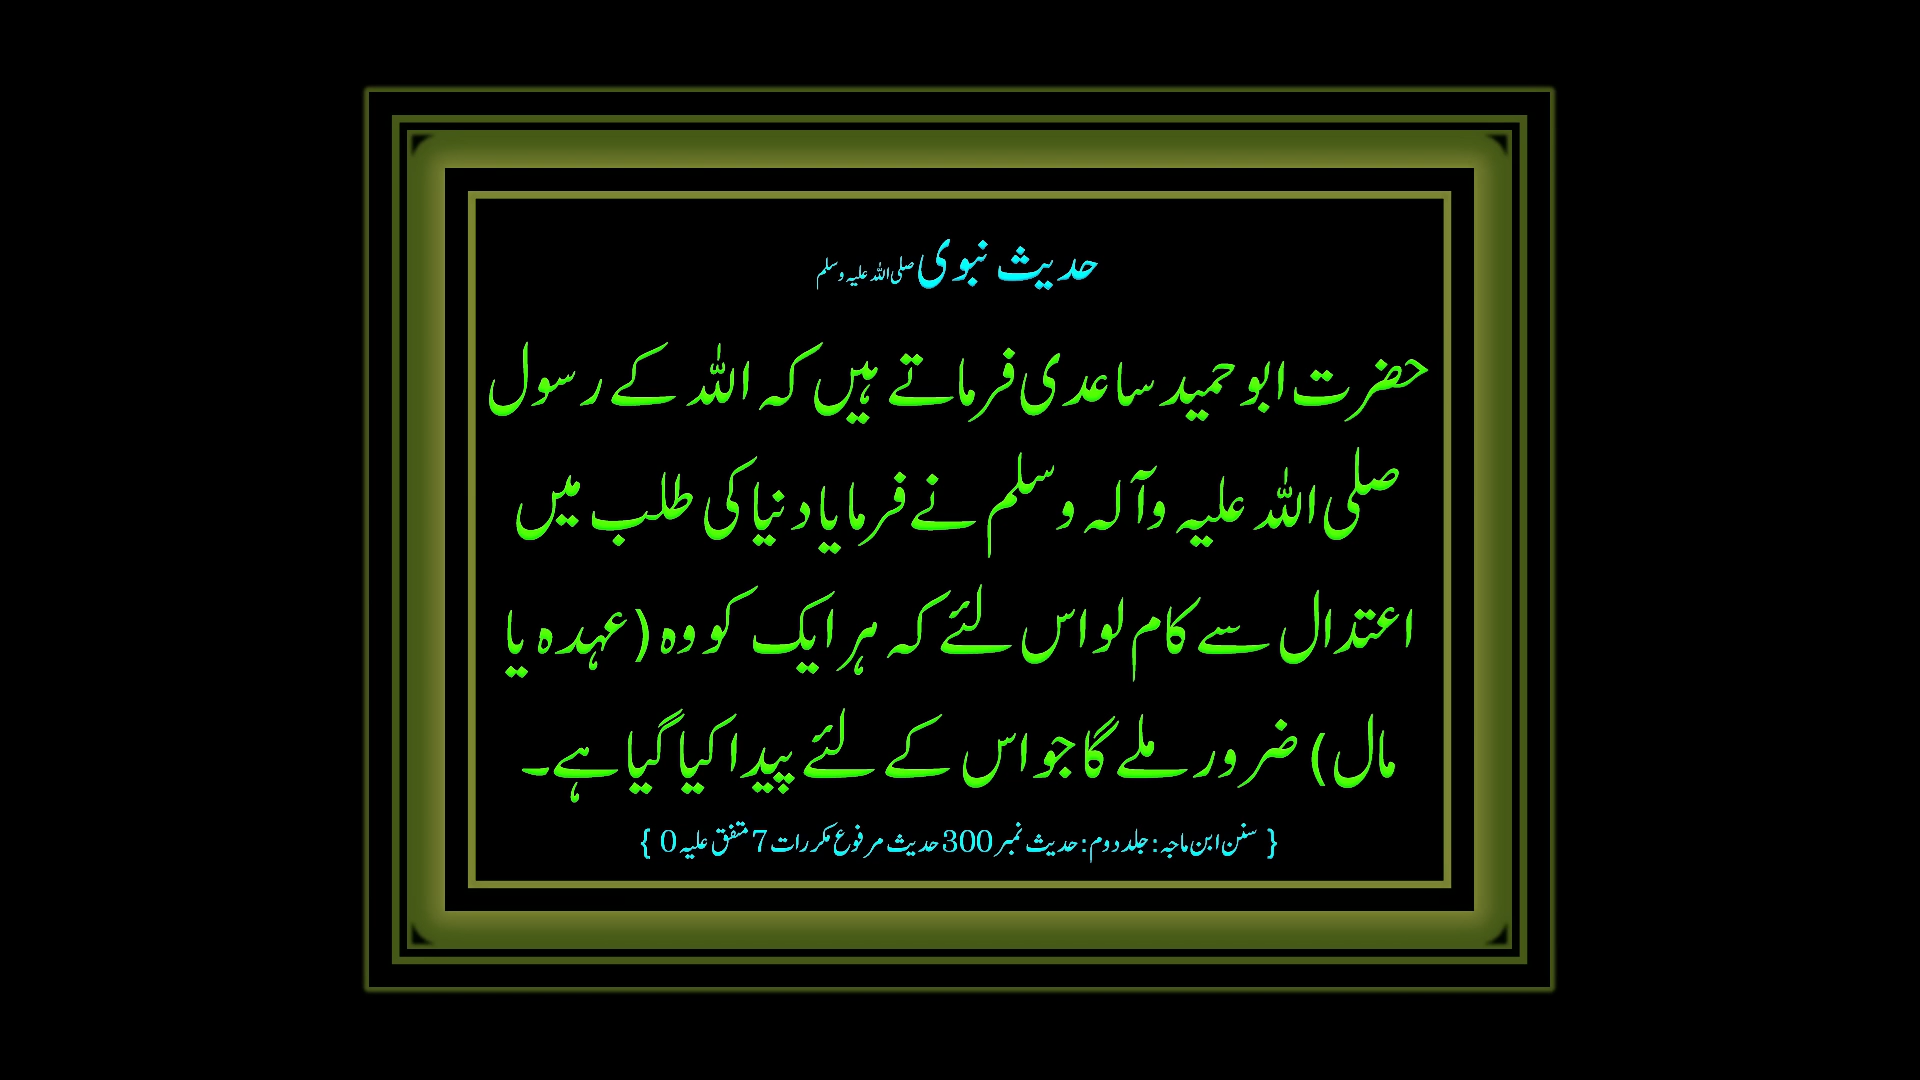 حدیث نبوی صلی اللہ علیہ وسلم
حضرت ابو حمید ساعدی فرماتے ہیں کہ اللہ کے رسول
صلی اللہ علیہ وآلہ وسلم نے فرمایا دنیا کی طلب میں
اعتدال سے کام لو اس لئے کہ ہر ایک کو وہ (عہدہ یا
مال) ضرور ملے گا جو اس کے لئے پیدا کیا گیا ہے۔
{ سنن ابن ماجہ : جلد دوم : حدیث نمبر 300 حدیث مرفوع مکررات 7 متفق علیہ 0 }